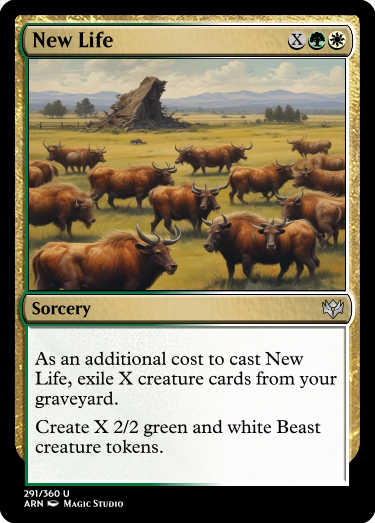 New Life X
Sorcery
As an additional cost to cast New
Life, exile X creature cards from your
graveyard.
Create X 2/2 green and white Beast
creature tokens.
291/360 U
ARN Magic Studio